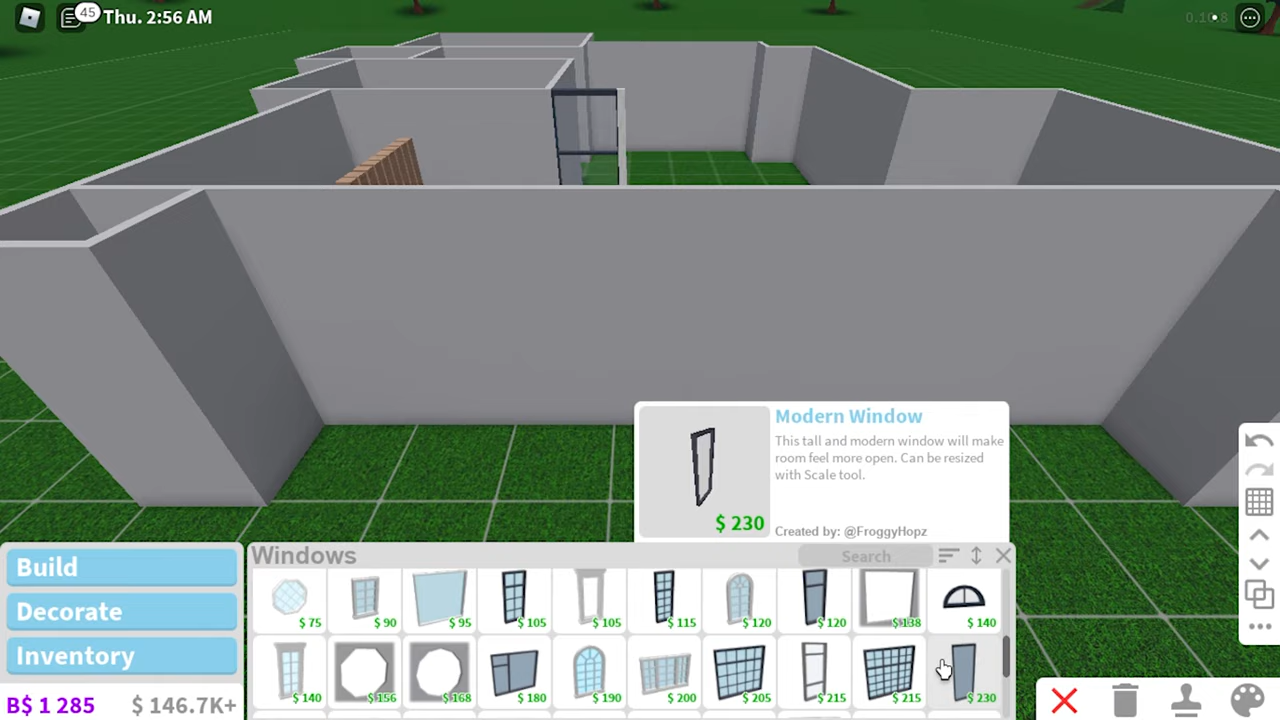 45
Thu. 2:56 AM
Modern Window
This tall and modern window will make
room feel more open. Can be resized
with Scale tool.
$ 230
Created by: @FroggyHopz
Build
Decorate
Inventory
B$ 1 285
$ 146.7K+
Windows
Search
$ 75
$ 90
$ 95
$ 105
$ 105
$ 115
$ 120
$ 120
$ 138
$ 140
$ 140
$ 156
$ 168
$ 180
$ 190
$ 200
$ 205
$ 215
$ 215
$ 230